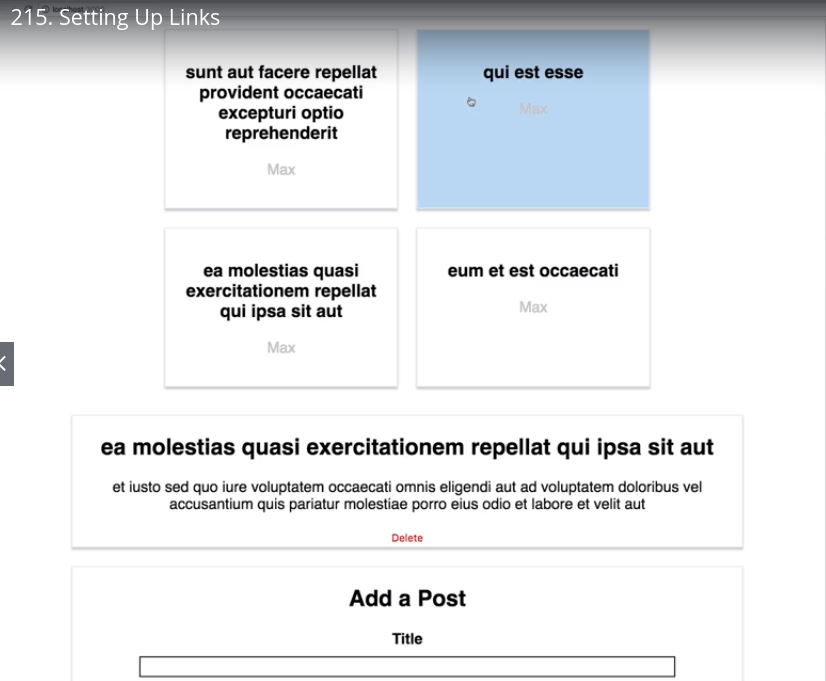 215. Setting Up Links
sunt aut facere repellat
provident occaecati
excepturi optio
reprehenderit
Max
qui est esse
Max
ea molestias quasi
exercitationem repellat
qui ipsa sit aut
Max
eum et est occaecati
Max
ea molestias quasi exercitationem repellat qui ipsa sit aut
et iusto sed quo iure voluptatem occaecati omnis eligendi aut ad voluptatem doloribus vel
accusantium quis pariatur molestiae porro eius odio et labore et velit aut
Delete
Add a Post
Title